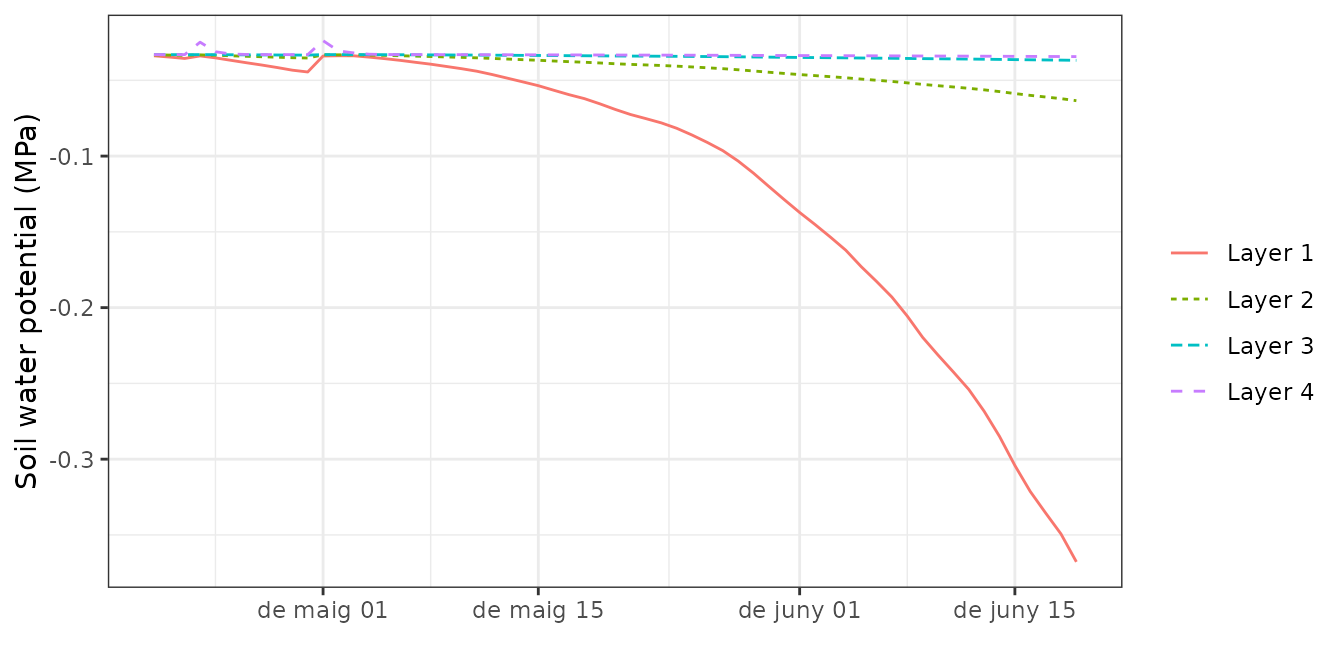 Soil water potential (MPa)
-0.1
-0.2
-0.3
de maig 01
de maig 15
de juny 01
de juny 15
Layer 1
Layer 2
Layer 3
Layer 4